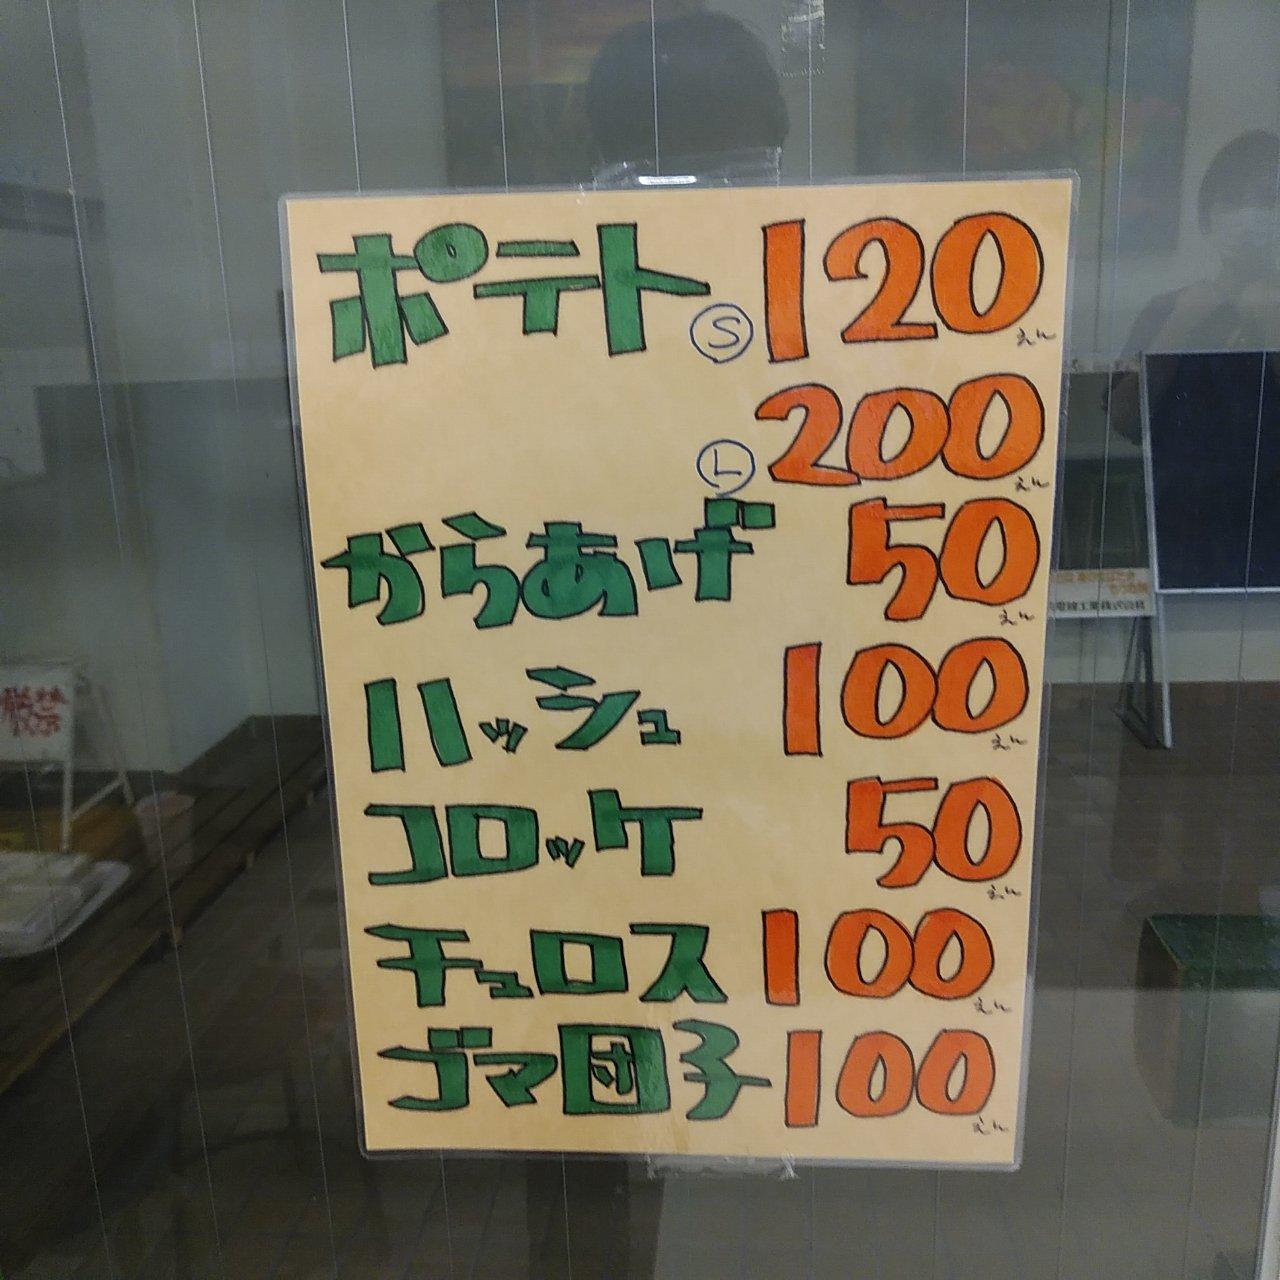 ポテト Ⓢ 120えん
Ⓛ 200えん
からあげ 50えん
ハッシュ 100えん
コロッケ 50えん
チュロス 100えん
ゴマ団子 100えん